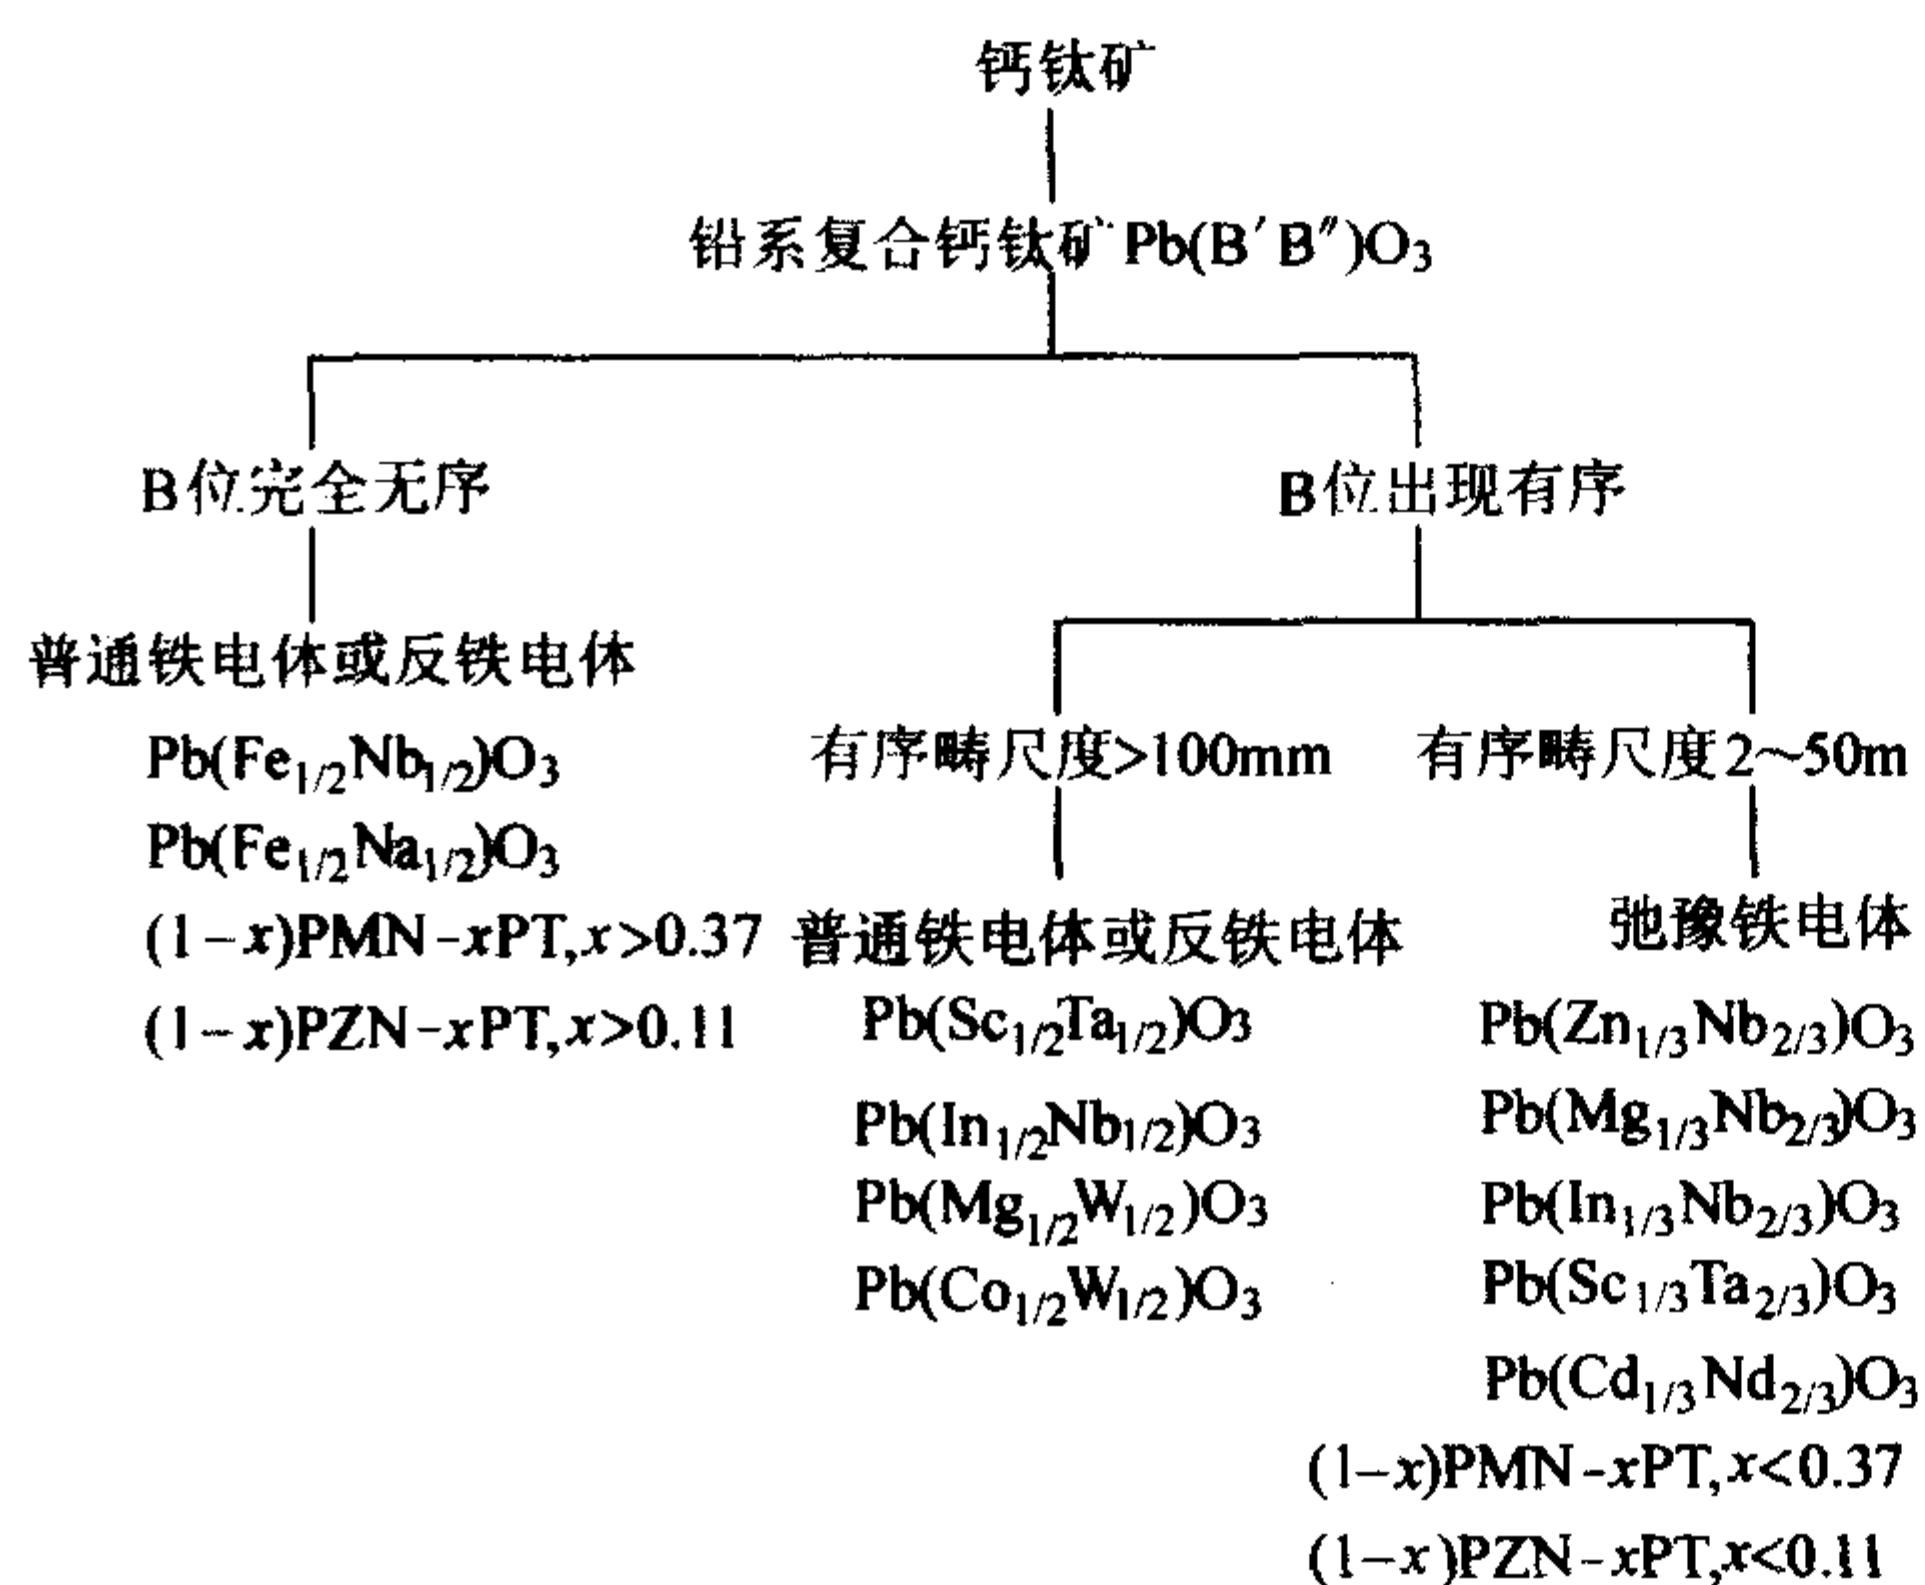 钙钛矿
铅系复合钙钛矿Pb(B′B″)O₃
B位完全无序
B位出现有序
普通铁电体或反铁电体
Pb(Fe₁/₂Nb₁/₂)O₃
Pb(Fe₁/₂Na₁/₂)O₃
(1-x)PMN-xPT,x>0.37
(1-x)PZN-xPT,x>0.11
有序畴尺度>100mm
普通铁电体或反铁电体
Pb(Sc₁/₂Ta₁/₂)O₃
Pb(In₁/₂Nb₁/₂)O₃
Pb(Mg₁/₂W₁/₂)O₃
Pb(Co₁/₂W₁/₂)O₃
有序畴尺度2~50m
弛豫铁电体
Pb(Zn₁/₃Nb₂/₃)O₃
Pb(Mg₁/₃Nb₂/₃)O₃
Pb(In₁/₃Nb₂/₃)O₃
Pb(Sc₁/₃Ta₂/₃)O₃
Pb(Cd₁/₃Nd₂/₃)O₃
(1-x)PMN-xPT,x<0.37
(1-x)PZN-xPT,x<0.11